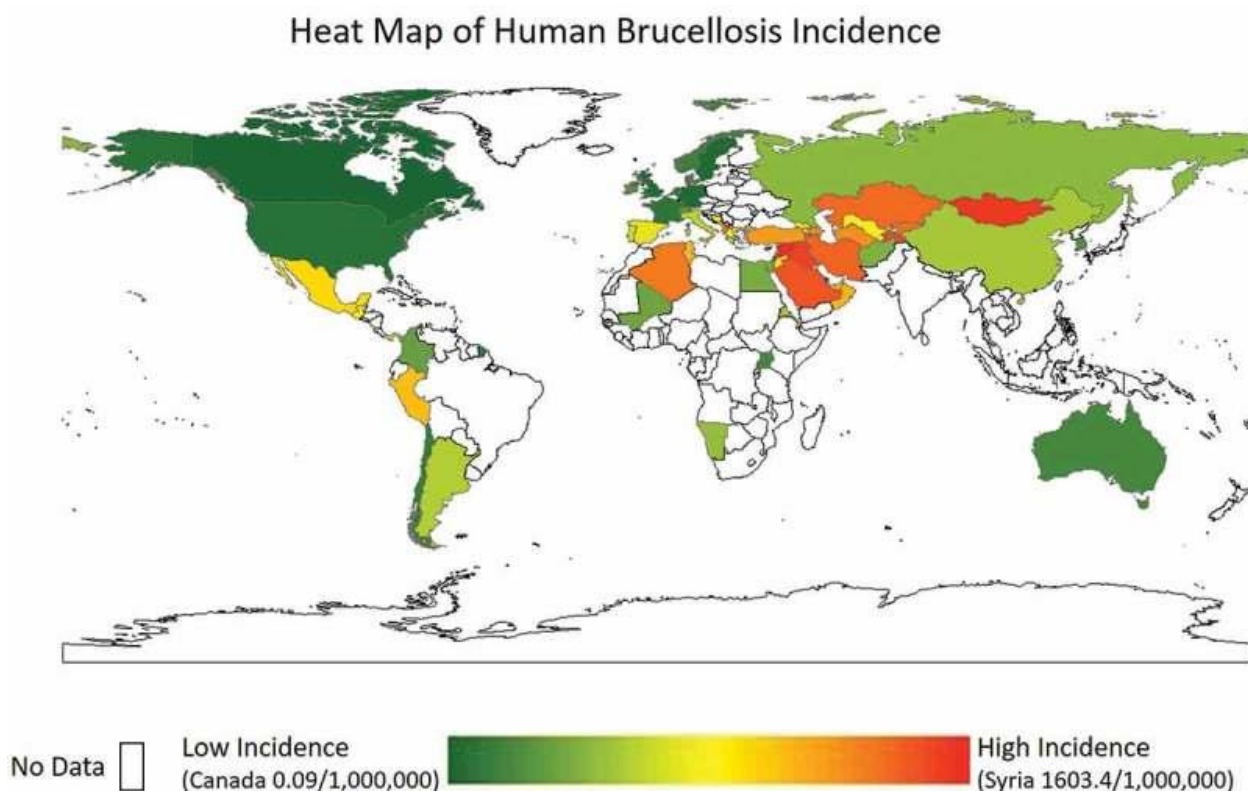 Heat Map of Human Brucellosis Incidence
No Data
Low Incidence
(Canada 0.09/1,000,000)
High Incidence
(Syria 1603.4/1,000,000)